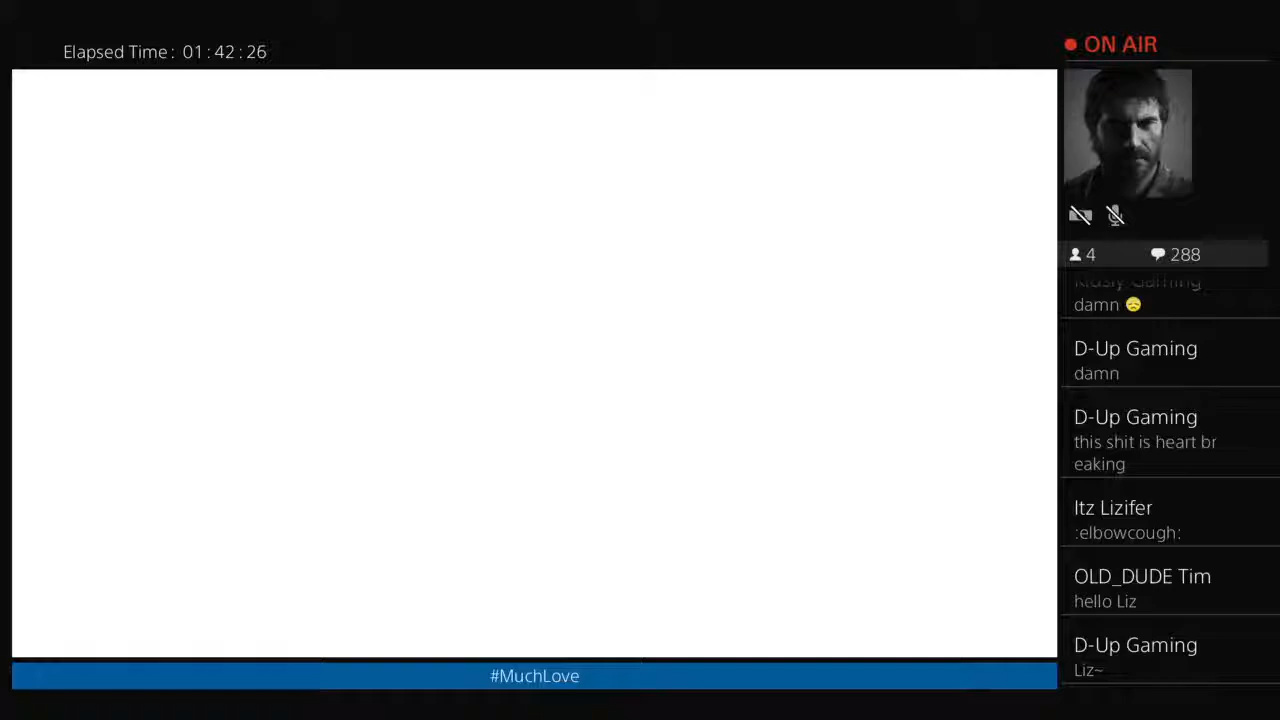 Elapsed Time: 01:42:26
ON AIR
4
288
damn 😞
D-Up Gaming
damn
D-Up Gaming
this shit is heart br
eaking
Itz Lizifer
:elbowcough:
OLD_DUDE Tim
hello Liz
D-Up Gaming
Liz~
#MuchLove